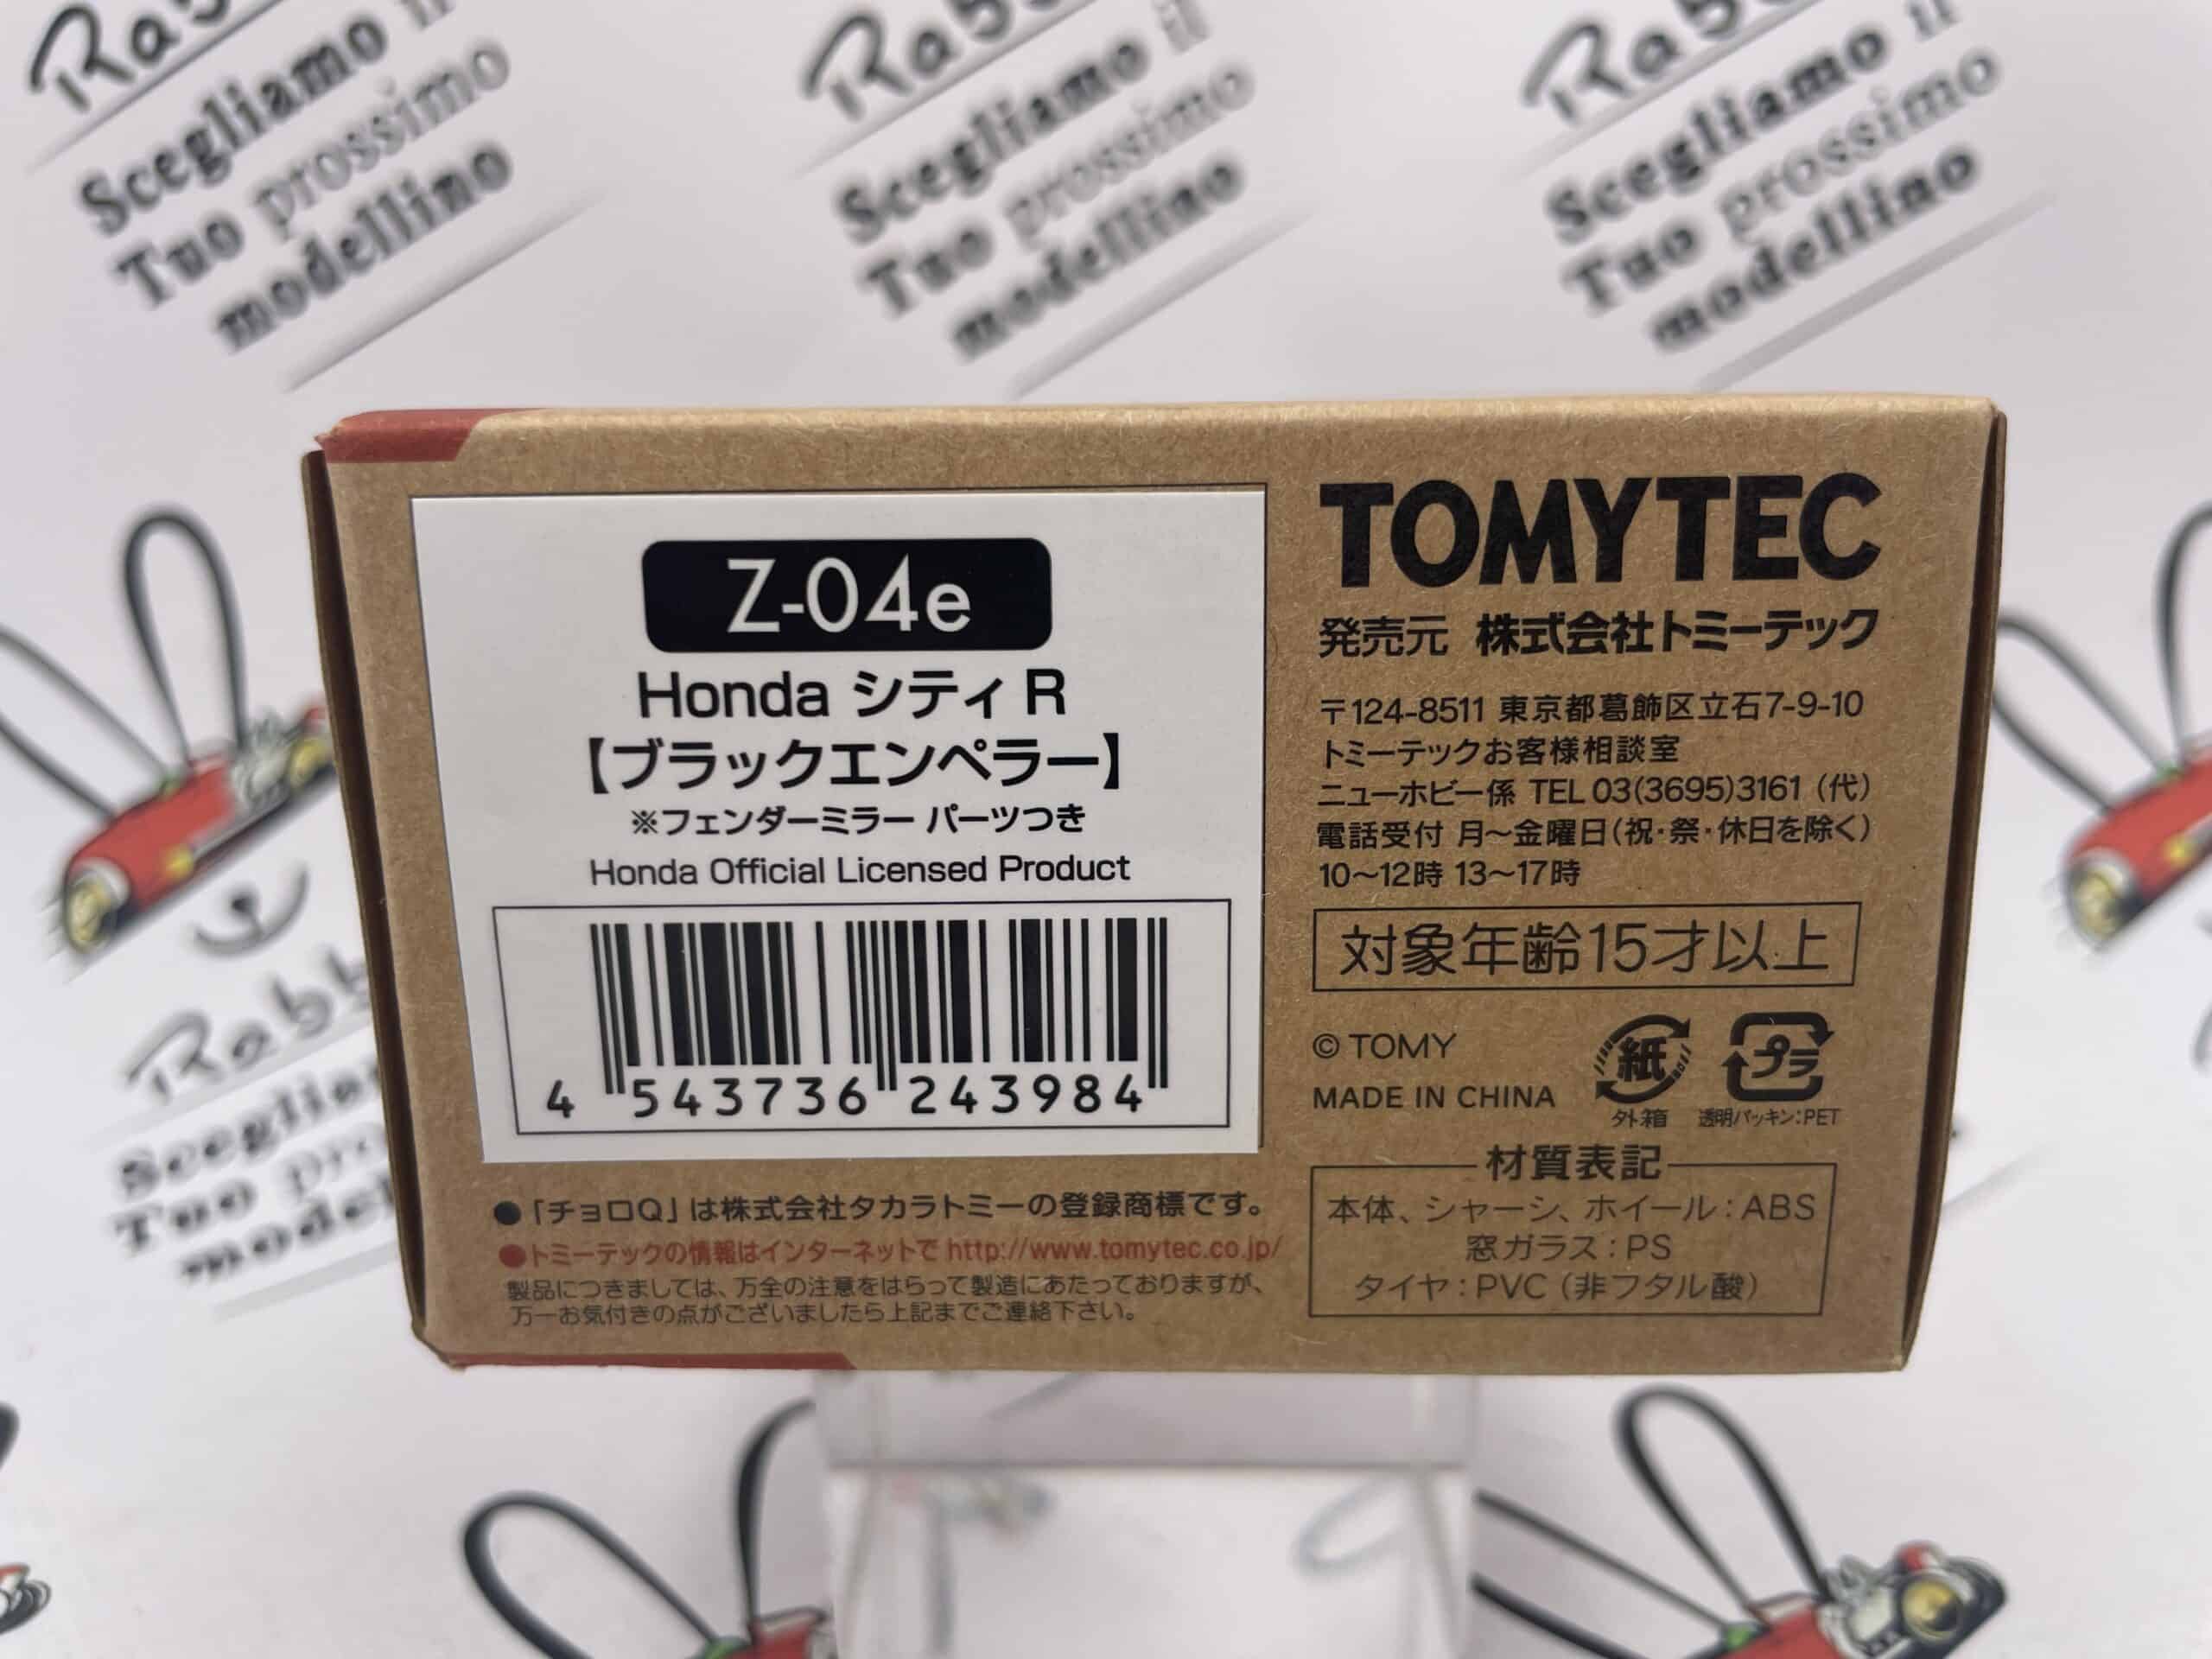 Scegliamo il
Tuo prossimo
modellino
Scegliamo il
Tuo prossimo
modellino
Scegliamo il
Tuo prossimo
modellino
Z-04e
Honda シティ R
【ブラックエンペラー】
※フェンダーミラー パーツつき
Honda Official Licensed Product
4 543736 243984
●「チョロQ」は株式会社タカラトミーの登録商標です。
●トミーテックの情報はインターネットで http://www.tomytec.co.jp/
製品につきましては、万全の注意をはらって製造にあたっておりますが、
万一お気付きの点がございましたら上記までご連絡下さい。
TOMYTEC
発売元 株式会社トミーテック
〒124-8511 東京都葛飾区立石7-9-10
トミーテックお客様相談室
ニューホビー係 TEL 03(3695)3161（代）
電話受付 月～金曜日(祝・祭・休日を除く)
10～12時 13～17時
対象年齢15才以上
© TOMY
MADE IN CHINA
紙
外箱
プラ
透明パッキン:PET
材質表記
本体、シャーシ、ホイール：ABS
窓ガラス：PS
タイヤ：PVC（非フタル酸）